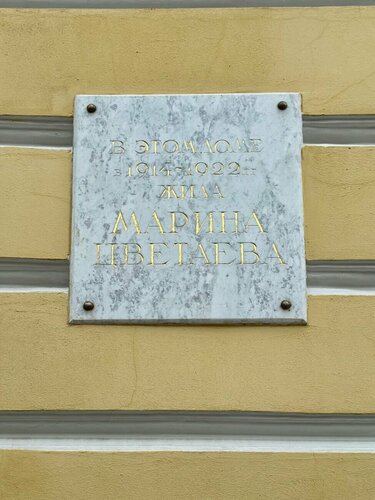 В ЭТОМ ДОМЕ
в 1914-1922 гг
ЖИЛА
МАРИНА
ЦВЕТАЕВА